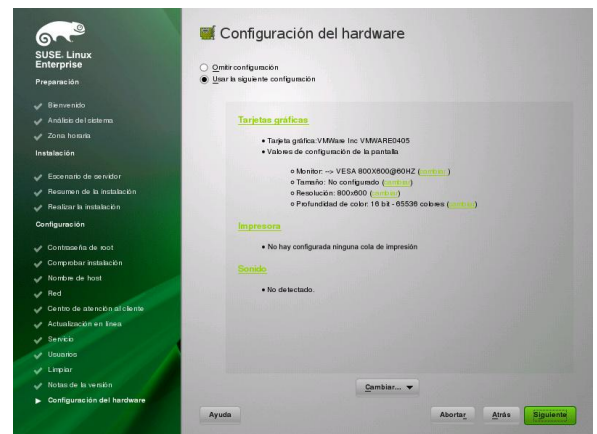 SUSE. Linux
Enterprise
Preparación
Bienvenido
Análisis del sistema
Zona horaria
Instalación
Escenario de servidor
Resumen de la instalación
Realizar la instalación
Configuración
Contraseña de root
Comprobar instalación
Nombre de host
Red
Centro de atención al cliente
Actualización en línea
Servicio
Usuarios
Limpiar
Notas de la versión
Configuración del hardware
Configuración del hardware
Omitir configuración
Usar la siguiente configuración
Tarjetas gráficas
Tarjeta gráfica:VMWare Inc VMWARE0405
Valores de configuración de la pantalla
Monitor: --> VESA 800X600@60HZ (cambiar)
Tamaño: No configurado (cambiar)
Resolución: 800x600 (cambiar)
Profundidad de color: 16 bit - 65536 colores (cambiar)
Impresora
No hay configurada ninguna cola de impresión
Sonido
No detectado.
Cambiar...
Ayuda
Abortar
Atrás
Siguiente